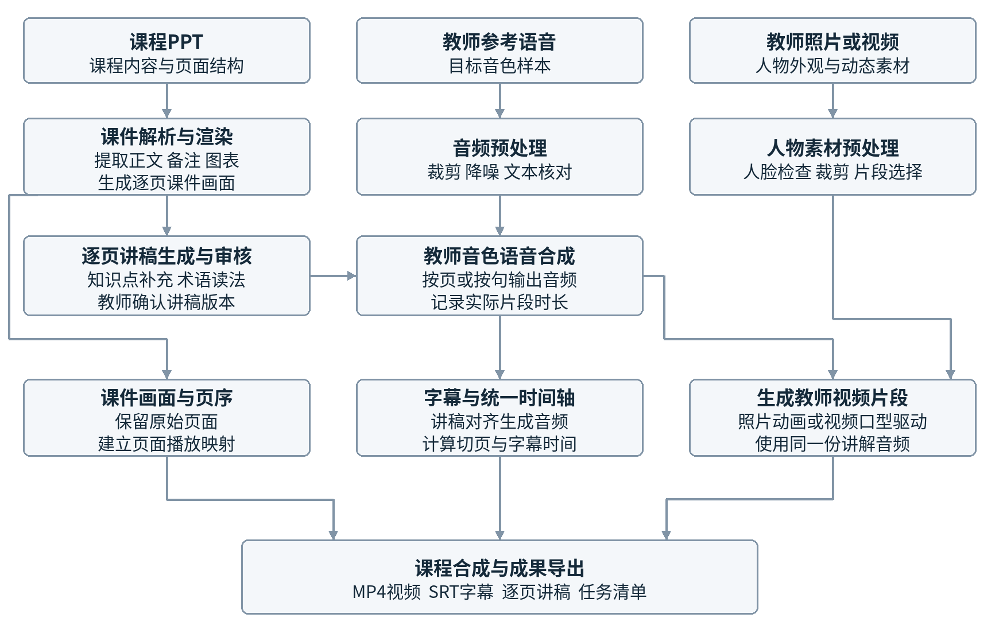 课程PPT
课程内容与页面结构
教师参考语音
目标音色样本
教师照片或视频
人物外观与动态素材
课件解析与渲染
提取正文 备注 图表
生成逐页课件画面
音频预处理
裁剪 降噪 文本核对
人物素材预处理
人脸检查 裁剪 片段选择
逐页讲稿生成与审核
知识点补充 术语读法
教师确认讲稿版本
教师音色语音合成
按页或按句输出音频
记录实际片段时长
课件画面与页序
保留原始页面
建立页面播放映射
字幕与统一时间轴
讲稿对齐生成音频
计算切页与字幕时间
生成教师视频片段
照片动画或视频口型驱动
使用同一份讲解音频
课程合成与成果导出
MP4视频 SRT字幕 逐页讲稿 任务清单